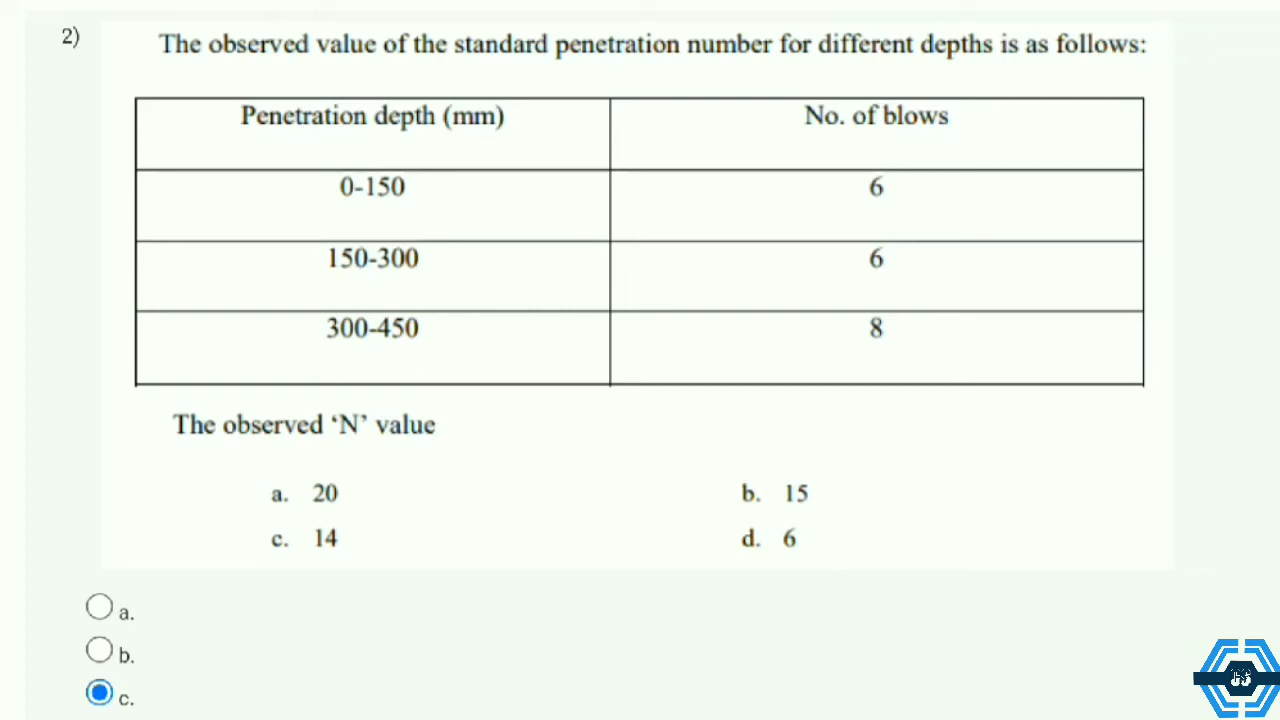 2) The observed value of the standard penetration number for different depths is as follows:
Penetration depth (mm) No. of blows
0-150 6
150-300 6
300-450 8
The observed ‘N’ value
a. 20 b. 15
c. 14 d. 6
a.
b.
c.